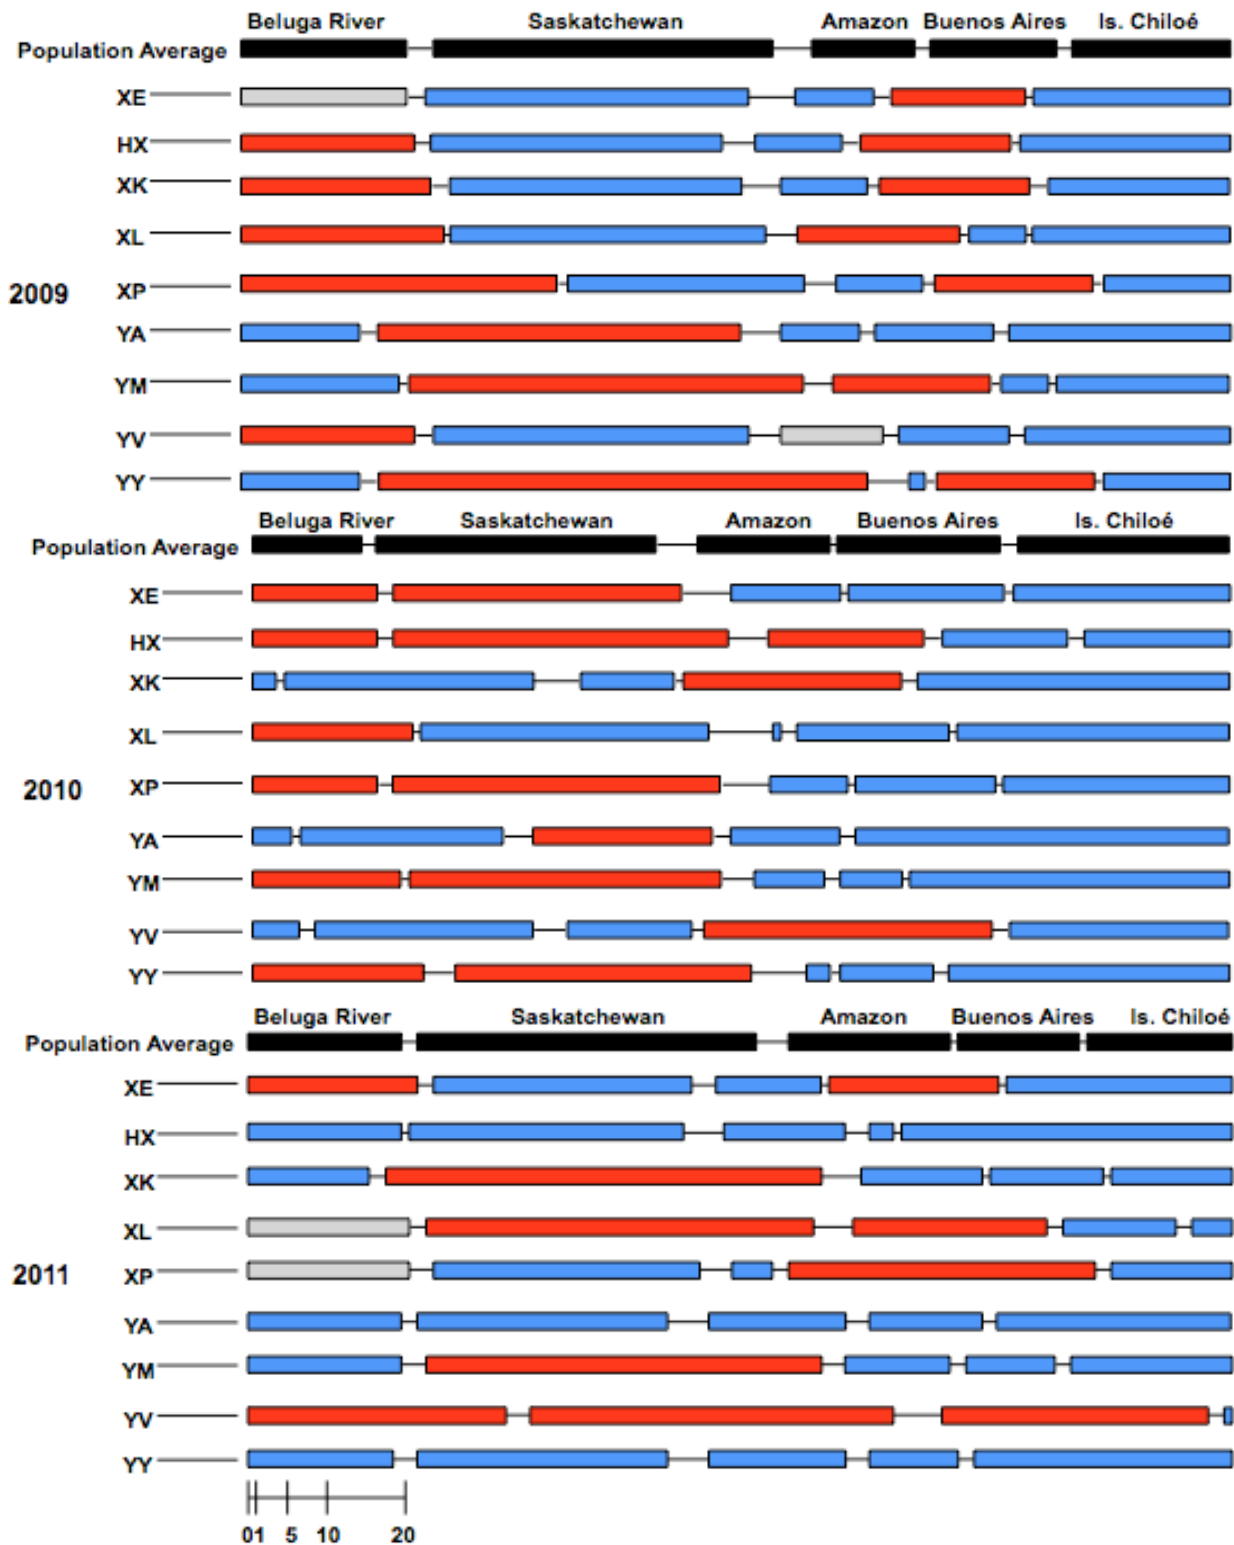 Beluga River Saskatchewan Amazon Buenos Aires Is. Chiloé
Population Average
XE
HX
XK
XL
2009 XP
YA
YM
YV
YY
Beluga River Saskatchewan Amazon Buenos Aires Is. Chiloé
Population Average
XE
HX
XK
XL
2010 XP
YA
YM
YV
YY
Beluga River Saskatchewan Amazon Buenos Aires Is. Chiloé
Population Average
XE
HX
XK
XL
2011 XP
YA
YM
YV
YY
01 5 10 20